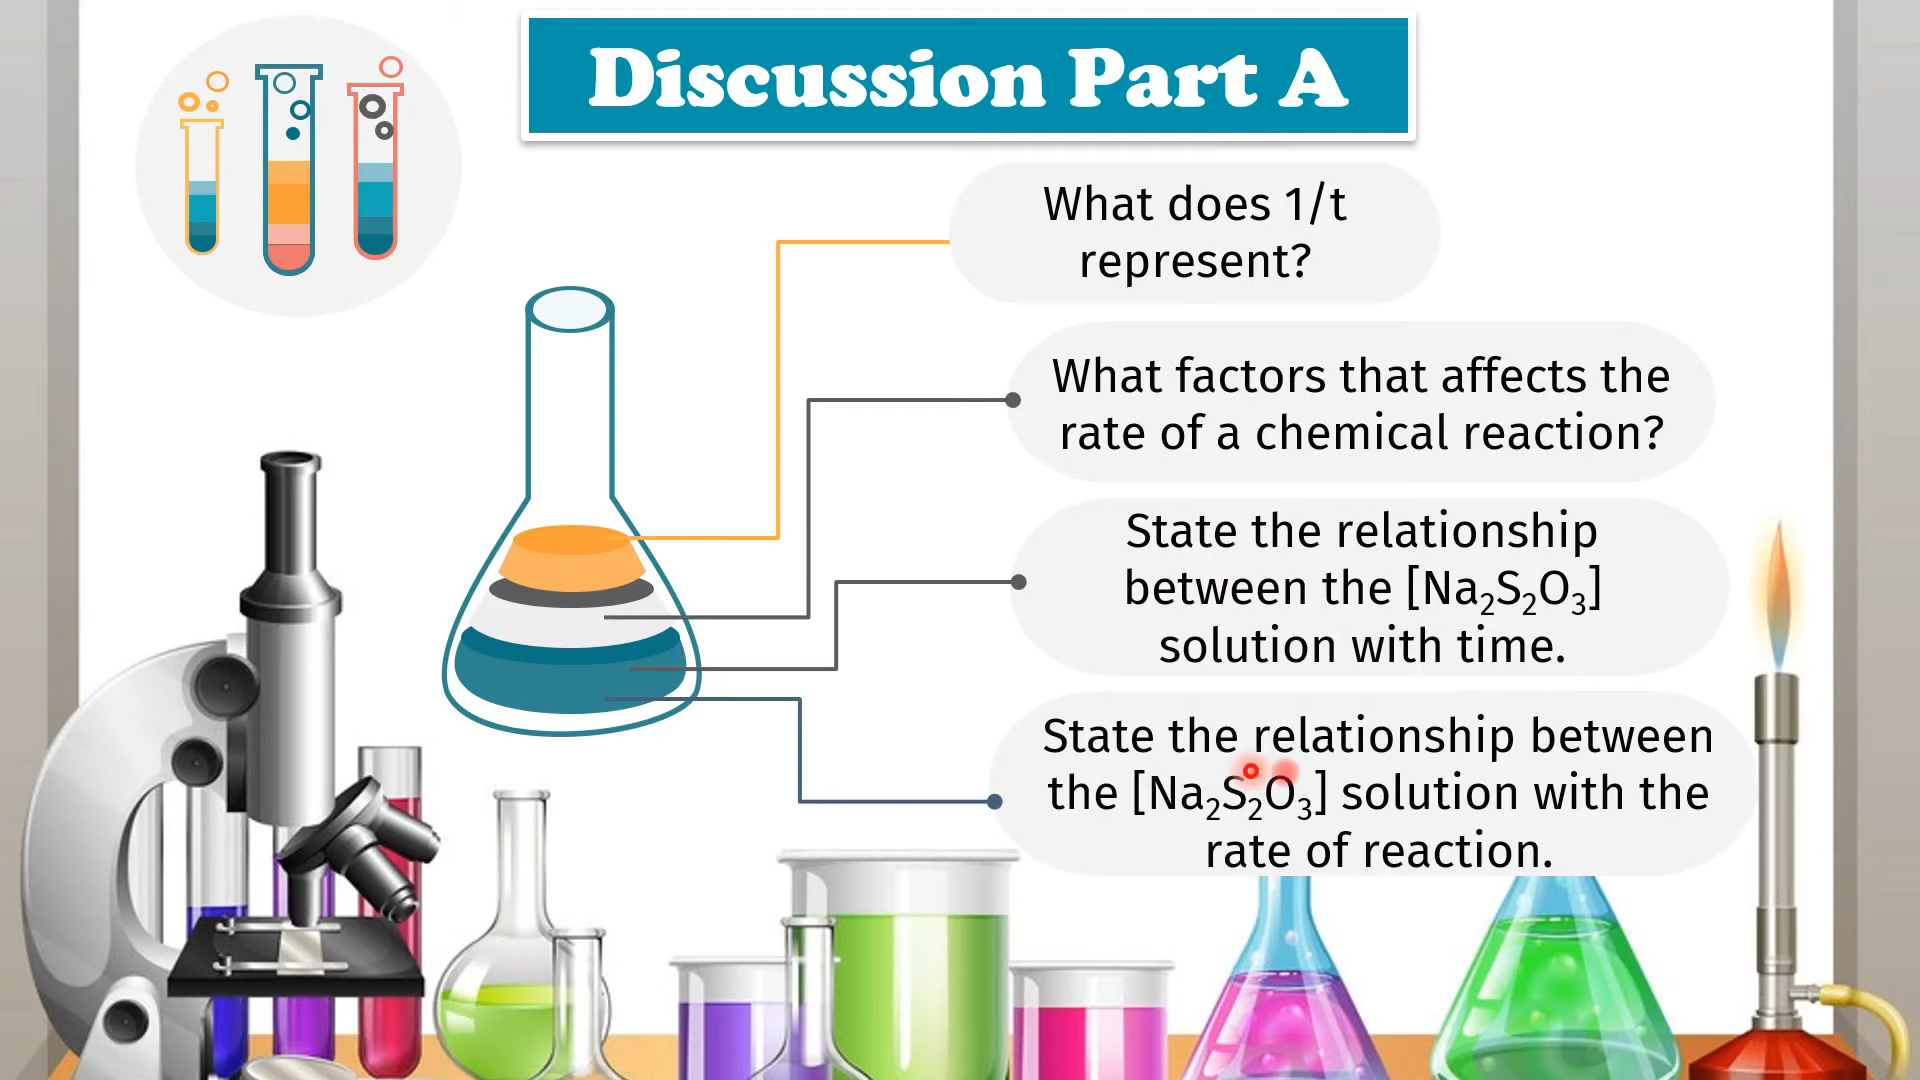 Discussion Part A
What does 1/t
represent?
What factors that affects the
rate of a chemical reaction?
State the relationship
between the [Na₂S₂O₃]
solution with time.
State the relationship between
the [Na₂S₂O₃] solution with the
rate of reaction.